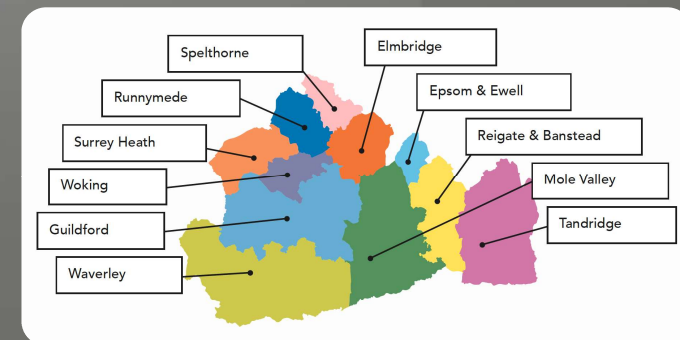 Spelthorne
Elmbridge
Runnymede
Epsom & Ewell
Surrey Heath
Reigate & Banstead
Woking
Mole Valley
Guildford
Tandridge
Waverley